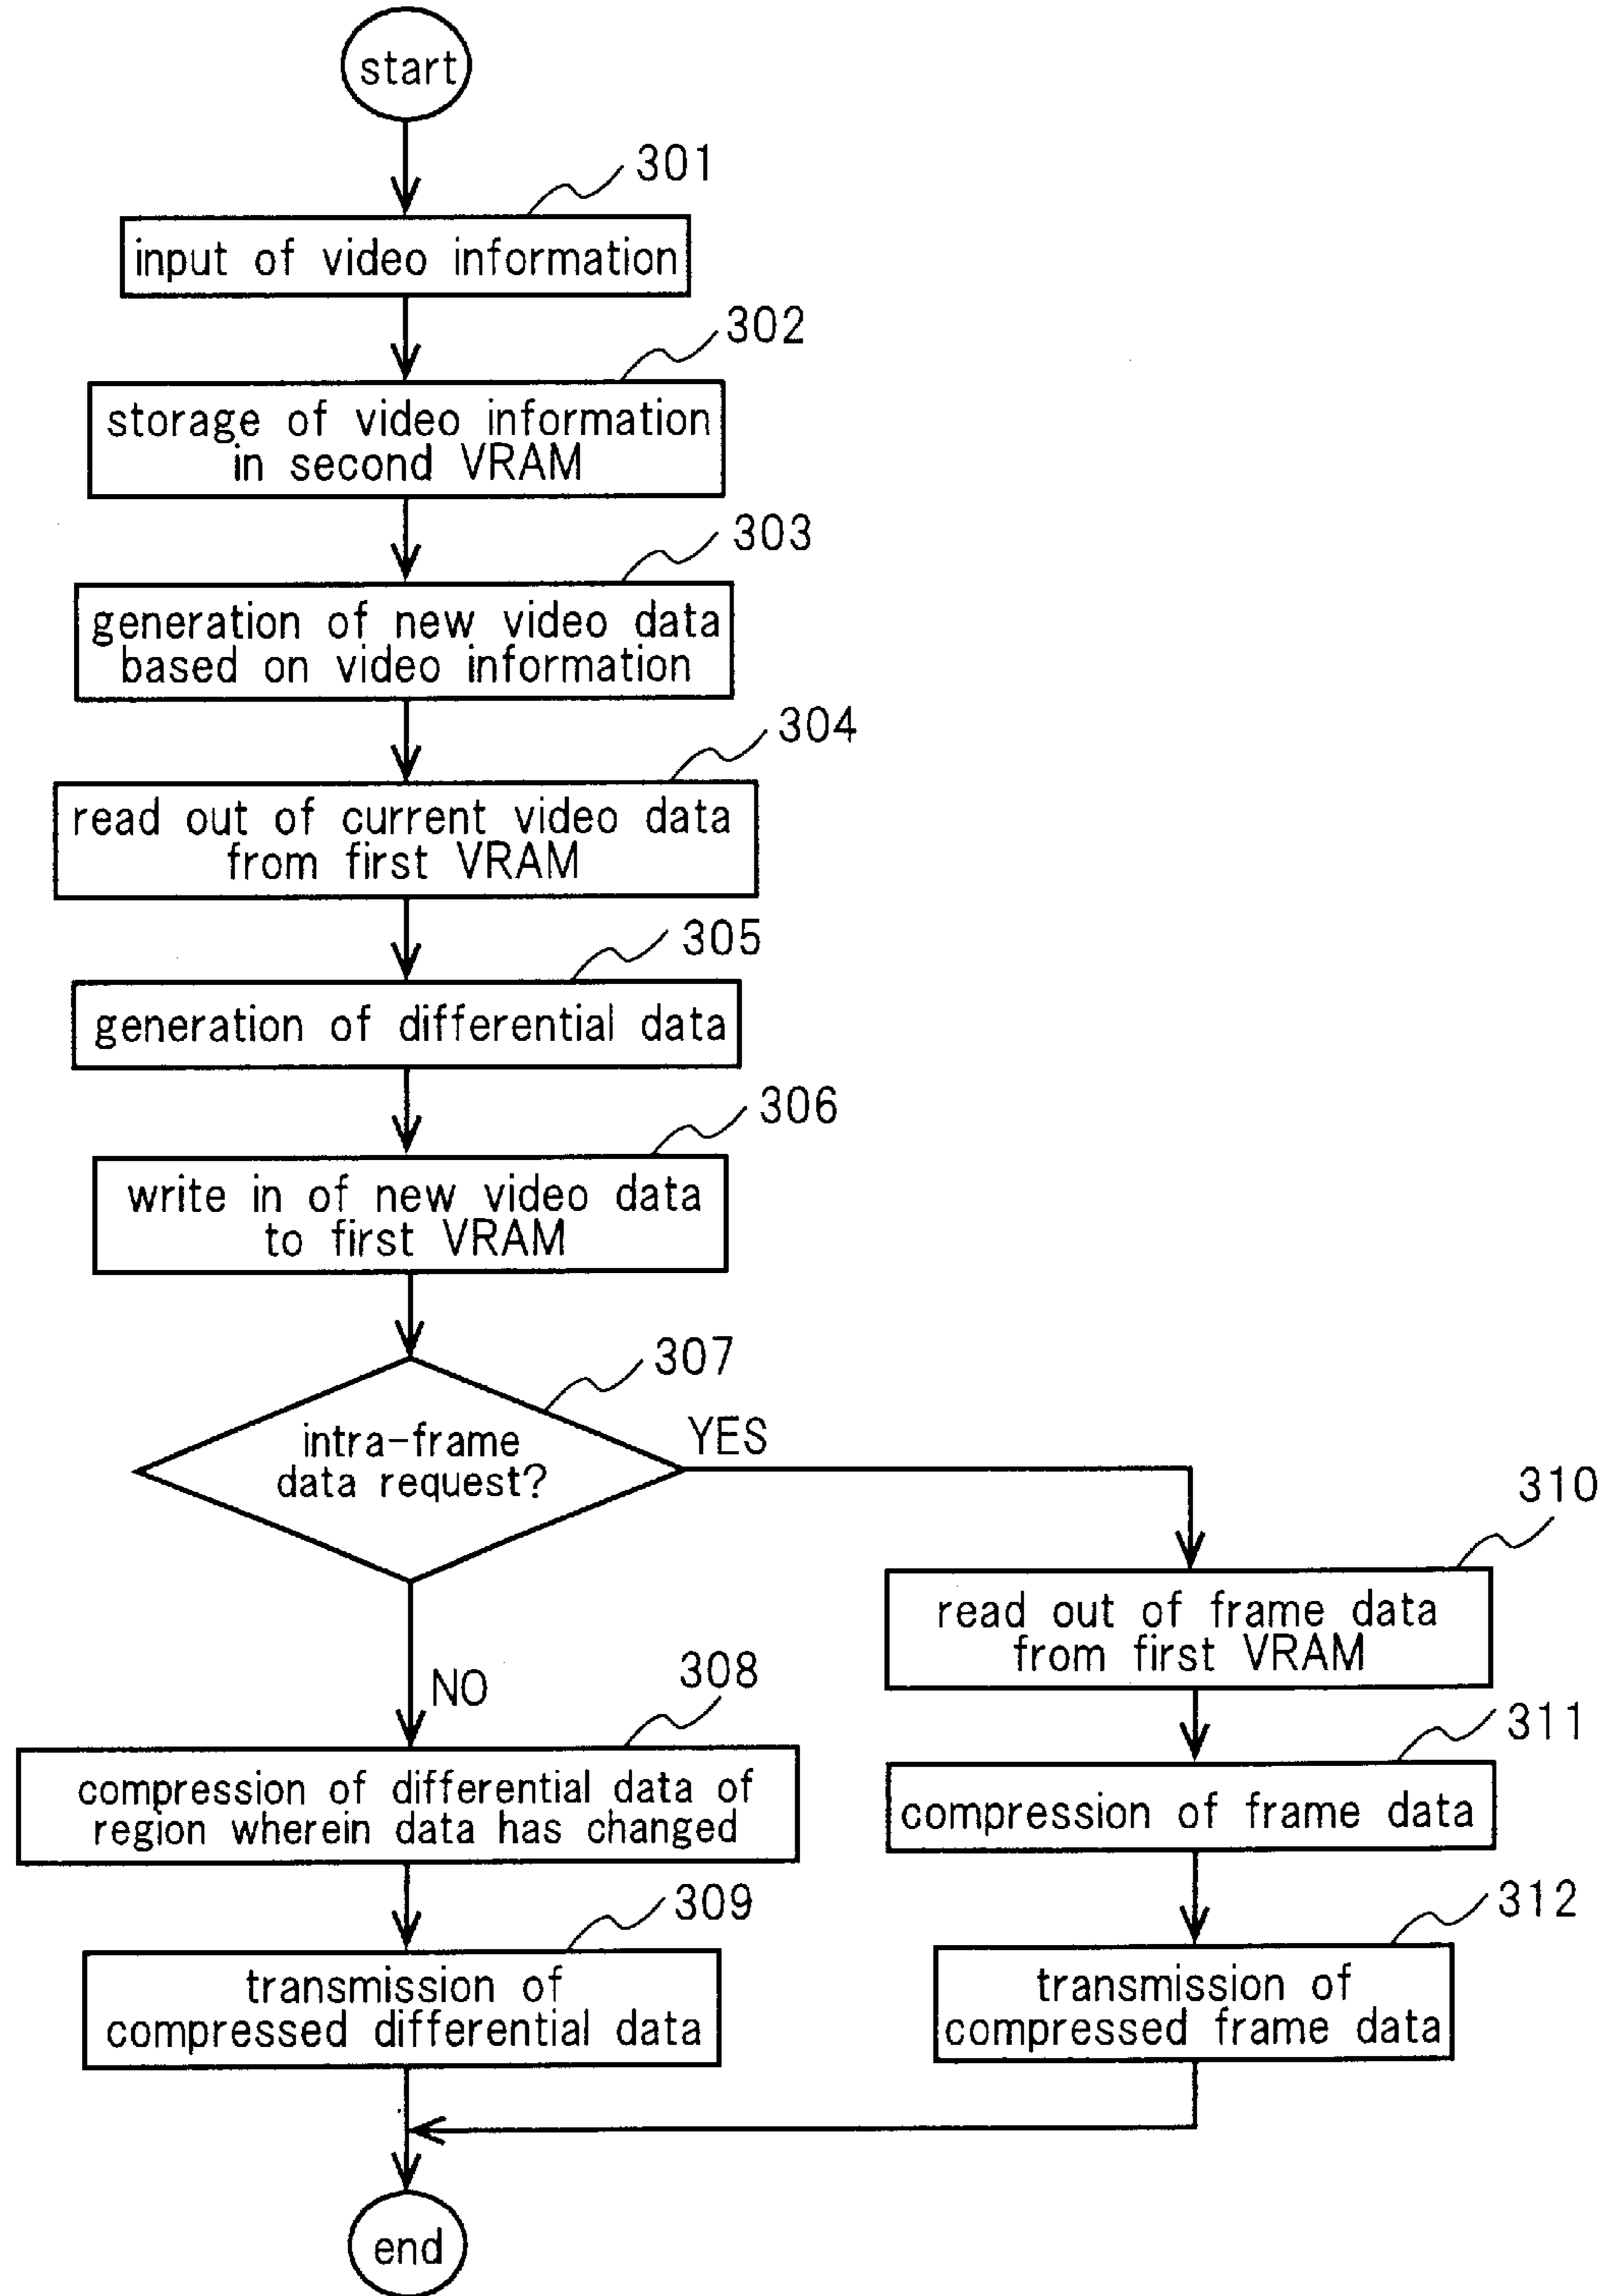 start
301
input of video information
302
storage of video information
in second VRAM
303
generation of new video data
based on video information
304
read out of current video data
from first VRAM
305
generation of differential data
306
write in of new video data
to first VRAM
307
intra-frame
data request?
YES
310
read out of frame data
from first VRAM
NO
308
compression of differential data of
region wherein data has changed
311
compression of frame data
309
transmission of
compressed differential data
312
transmission of
compressed frame data
end